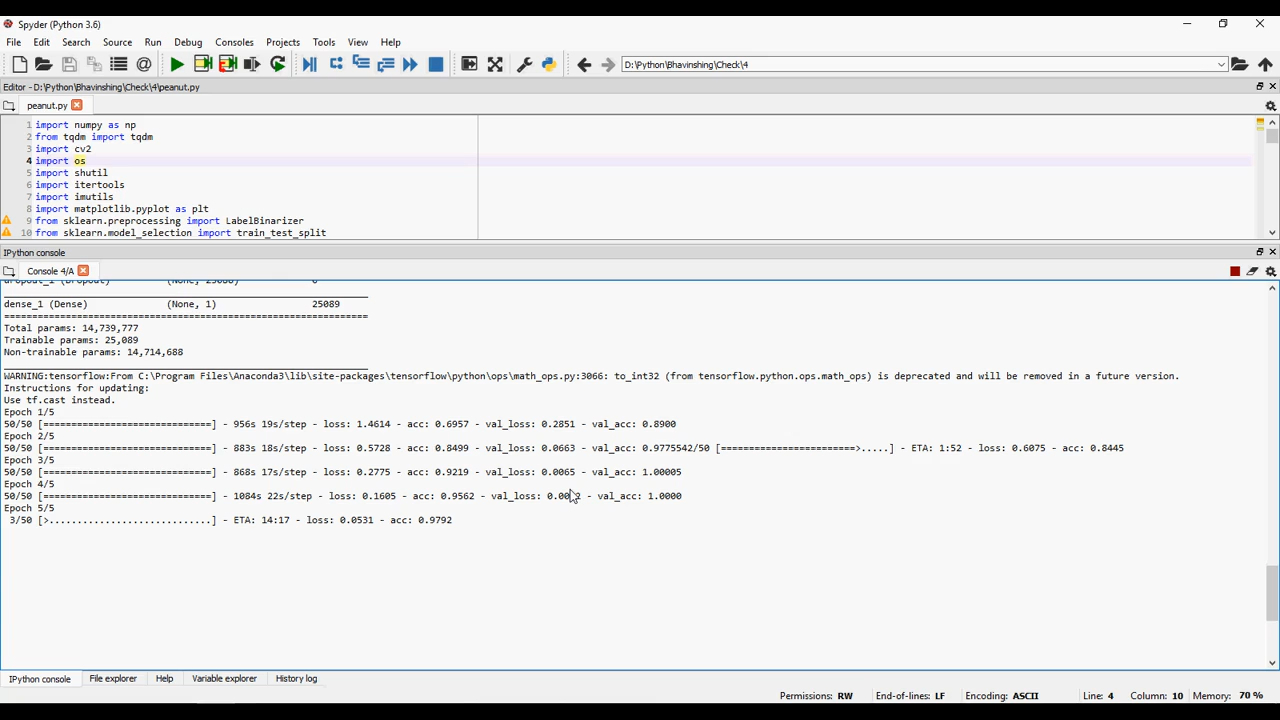 Spyder (Python 3.6)
File Edit Search Source Run Debug Consoles Projects Tools View Help
D:\Python\Bhavinshing\Check\4
Editor - D:\Python\Bhavinshing\Check\4\peanut.py
peanut.py
1 import numpy as np
2 from tqdm import tqdm
3 import cv2
4 import os
5 import shutil
6 import itertools
7 import imutils
8 import matplotlib.pyplot as plt
9 from sklearn.preprocessing import LabelBinarizer
10 from sklearn.model_selection import train_test_split
IPython console
Console 4/A
dense_1 (Dense) (None, 1) 25089
=================================================================
Total params: 14,739,777
Trainable params: 25,089
Non-trainable params: 14,714,688
WARNING:tensorflow:From C:\Program Files\Anaconda3\lib\site-packages\tensorflow\python\ops\math_ops.py:3066: to_int32 (from tensorflow.python.ops.math_ops) is deprecated and will be removed in a future version.
Instructions for updating:
Use tf.cast instead.
Epoch 1/5
50/50 [==============================] - 956s 19s/step - loss: 1.4614 - acc: 0.6957 - val_loss: 0.2851 - val_acc: 0.8900
Epoch 2/5
50/50 [==============================] - 883s 18s/step - loss: 0.5728 - acc: 0.8499 - val_loss: 0.0663 - val_acc: 0.9775542/50 [========================>.....] - ETA: 1:52 - loss: 0.6075 - acc: 0.8445
Epoch 3/5
50/50 [==============================] - 868s 17s/step - loss: 0.2775 - acc: 0.9219 - val_loss: 0.0065 - val_acc: 1.00005
Epoch 4/5
50/50 [==============================] - 1084s 22s/step - loss: 0.1605 - acc: 0.9562 - val_loss: - val_acc: 1.0000
Epoch 5/5
3/50 [>.............................] - ETA: 14:17 - loss: 0.0531 - acc: 0.9792
IPython console File explorer Help Variable explorer History log
Permissions: RW End-of-lines: LF Encoding: ASCII Line: 4 Column: 10 Memory: 70 %